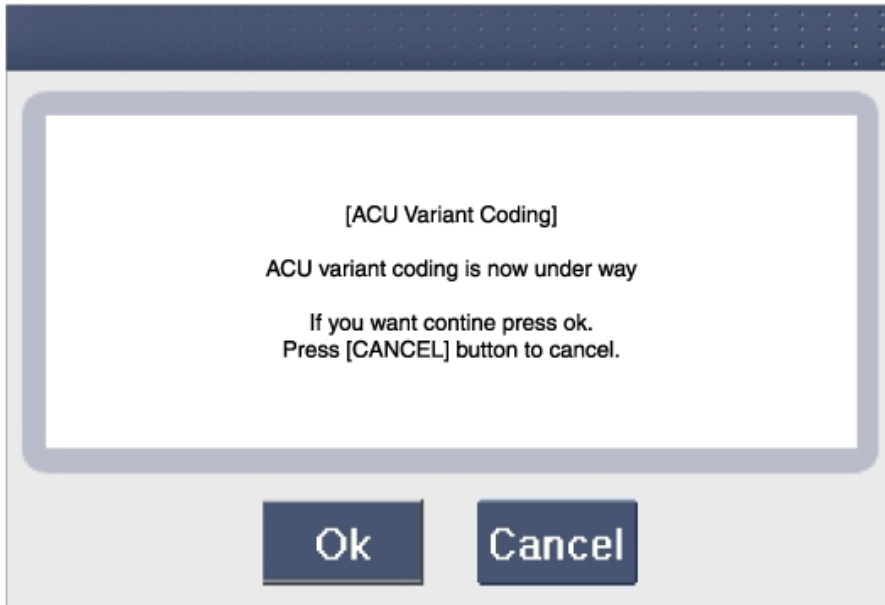 [ACU Variant Coding]
ACU variant coding is now under way
If you want contine press ok.
Press [CANCEL] button to cancel.
Ok
Cancel